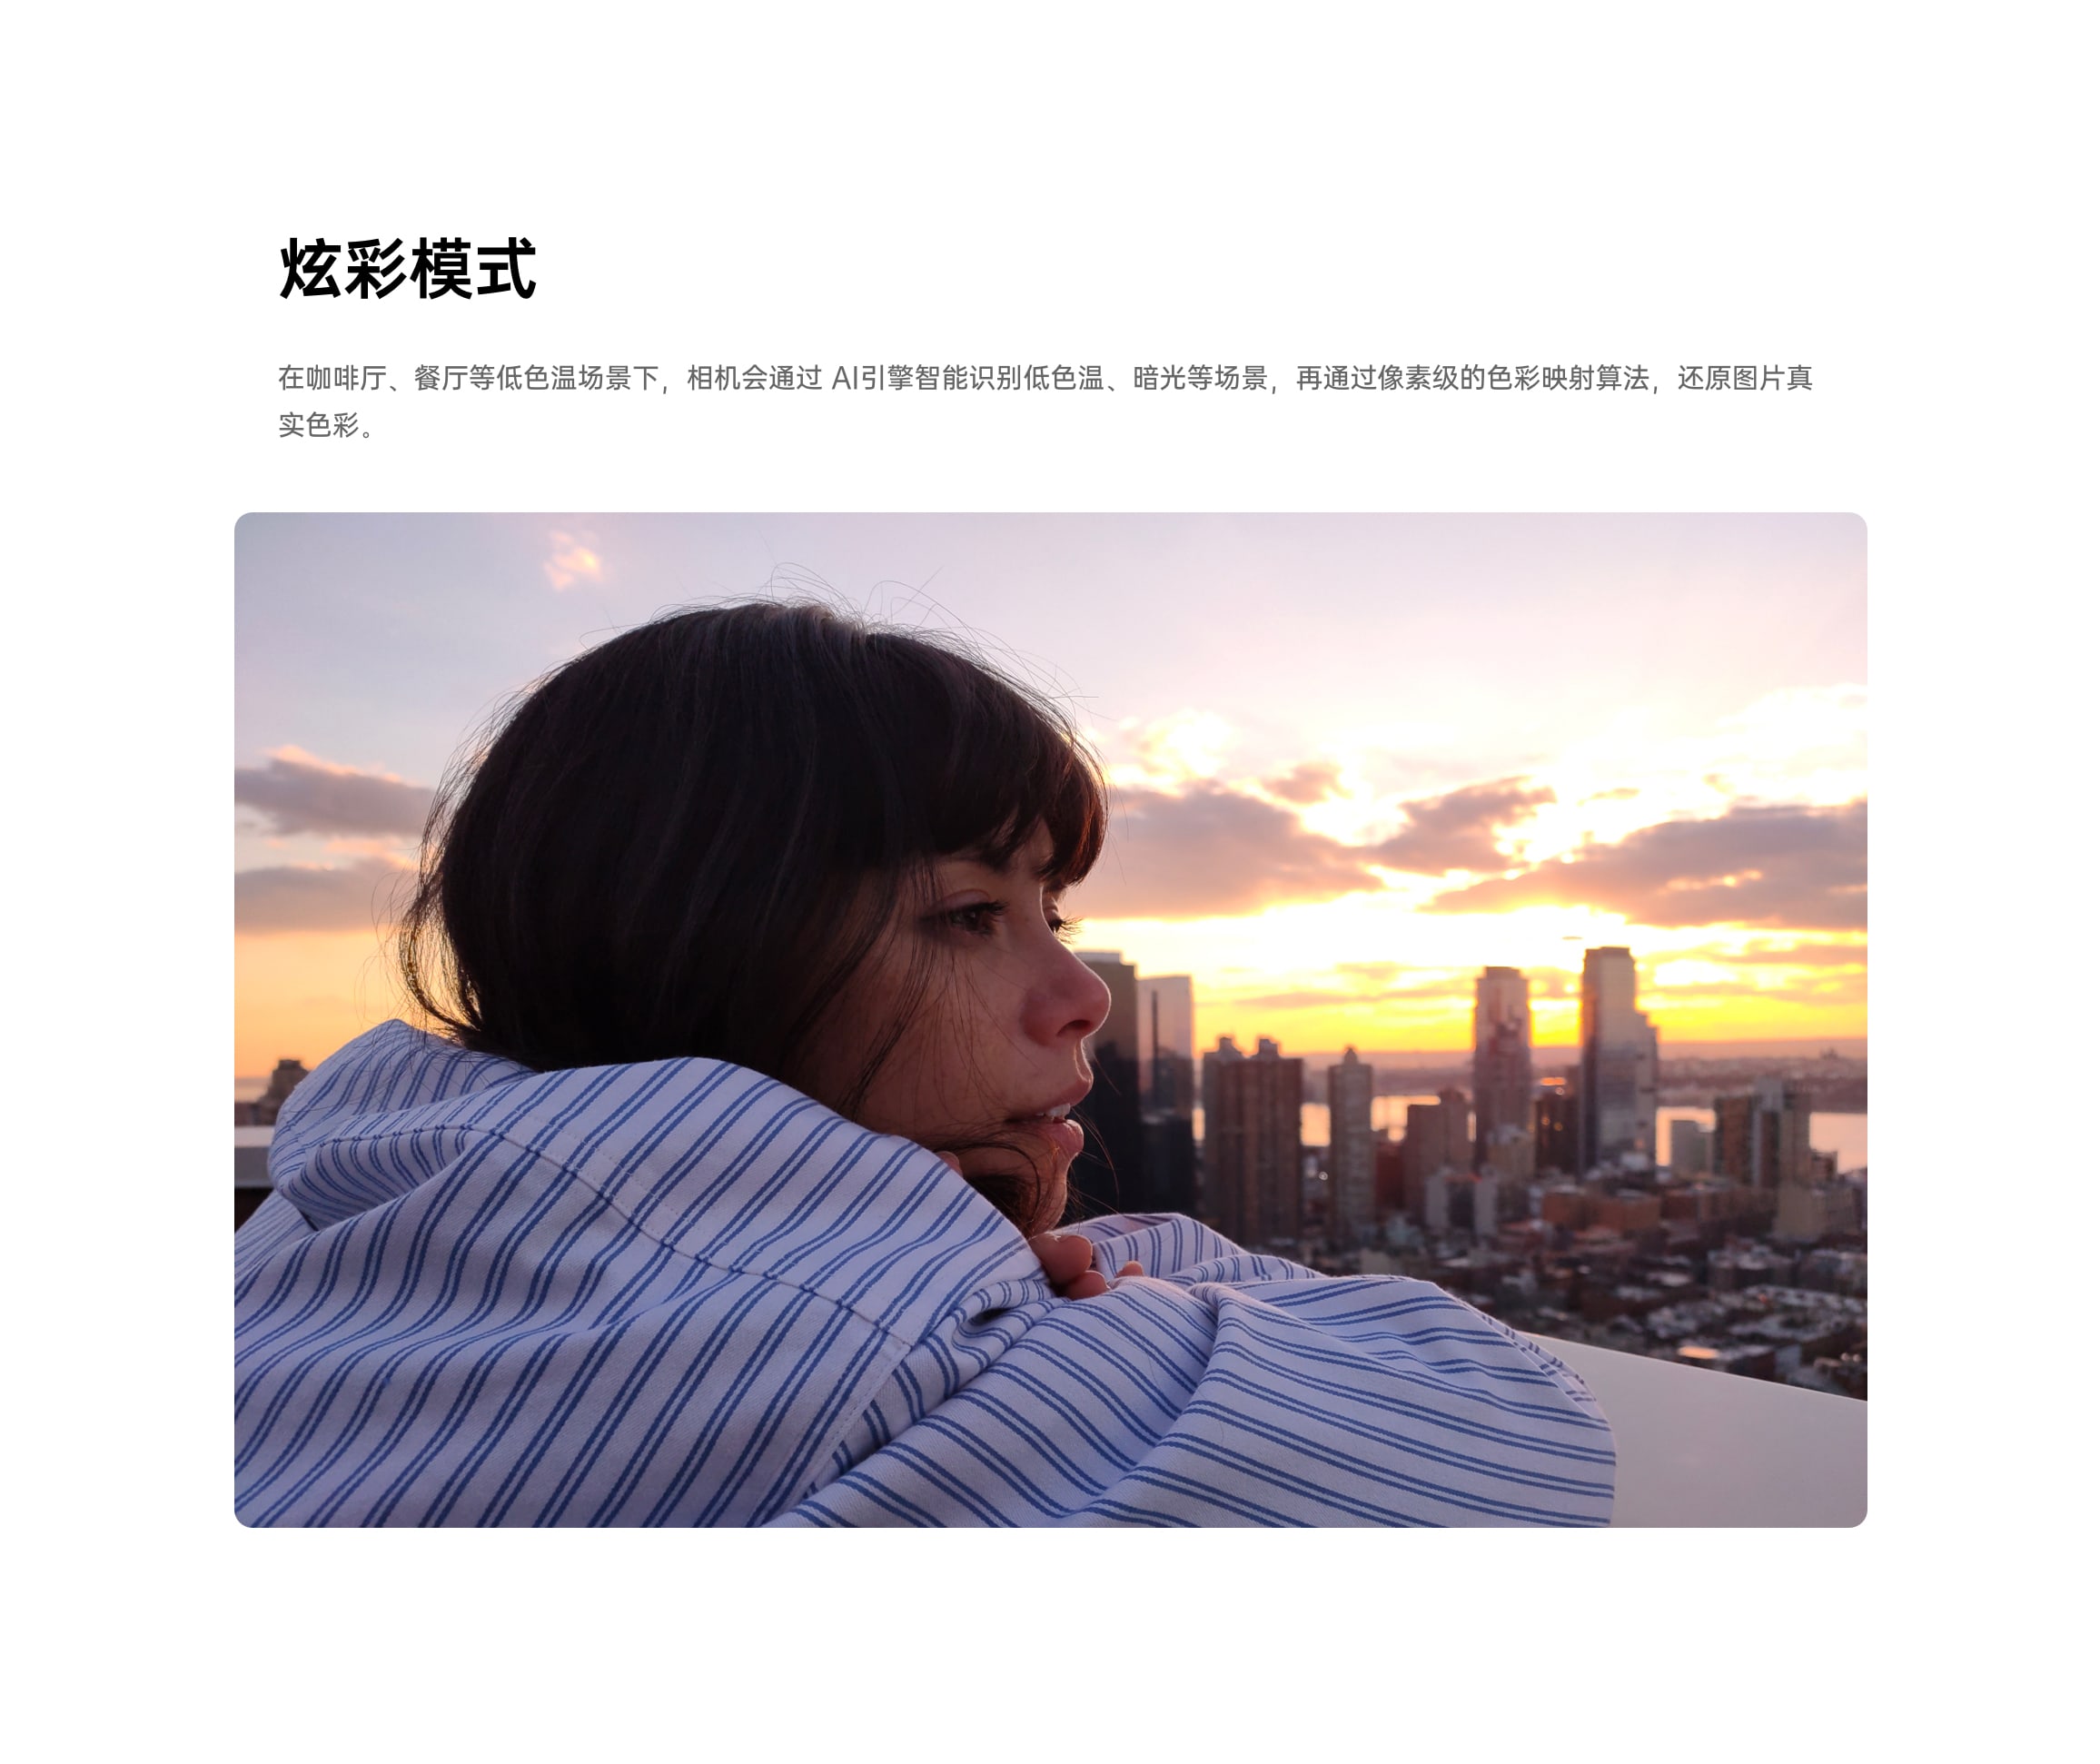 炫彩模式
在咖啡厅、餐厅等低色温场景下，相机会通过 AI引擎智能识别低色温、暗光等场景，再通过像素级的色彩映射算法，还原图片真
实色彩。